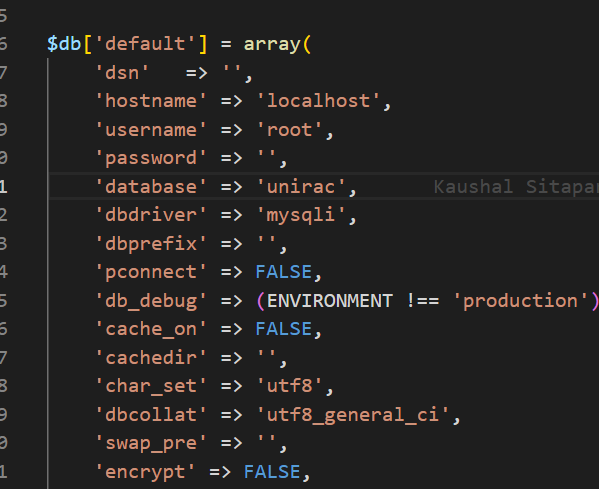 5
6 $db['default'] = array(
7 'dsn' => '',
8 'hostname' => 'localhost',
9 'username' => 'root',
0 'password' => '',
1 'database' => 'unirac', Kaushal Sitapar
2 'dbdriver' => 'mysqli',
3 'dbprefix' => '',
4 'pconnect' => FALSE,
5 'db_debug' => (ENVIRONMENT !== 'production')
6 'cache_on' => FALSE,
7 'cachedir' => '',
8 'char_set' => 'utf8',
9 'dbcollat' => 'utf8_general_ci',
0 'swap_pre' => '',
1 'encrypt' => FALSE,